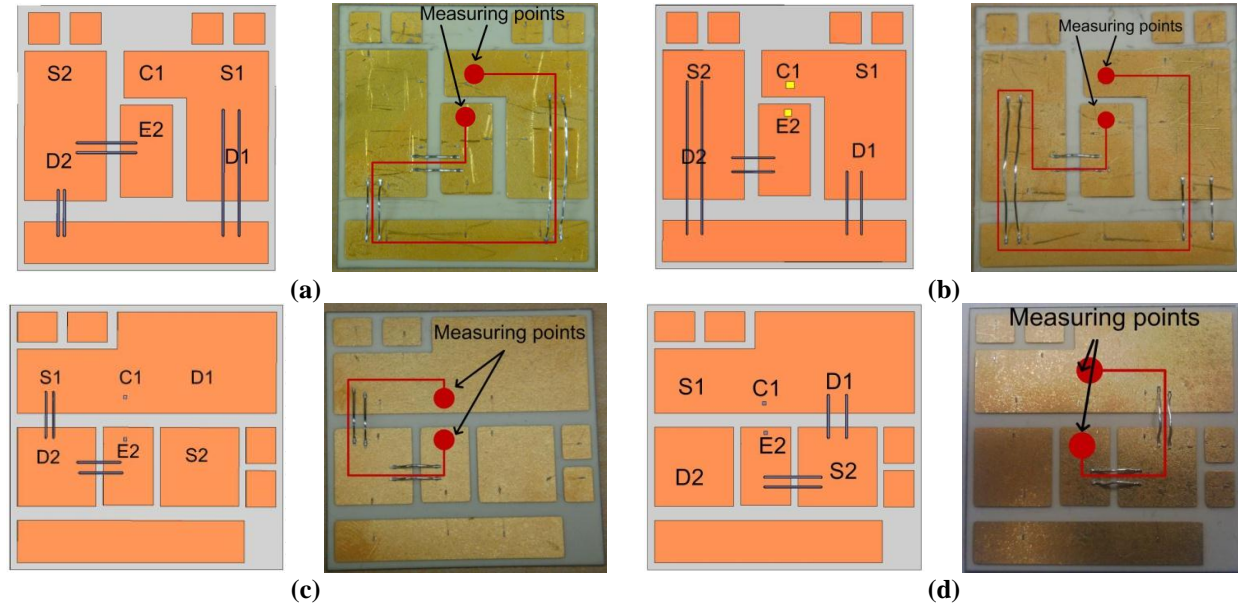 Measuring points
S2 C1 S1
E2
D2 D1
Measuring points
S2 C1 S1
E2
D2 D1
(a) (b)
Measuring points
S1 C1 D1
D2 E2 S2
Measuring points
S1 C1 D1
E2
D2 S2
(c) (d)